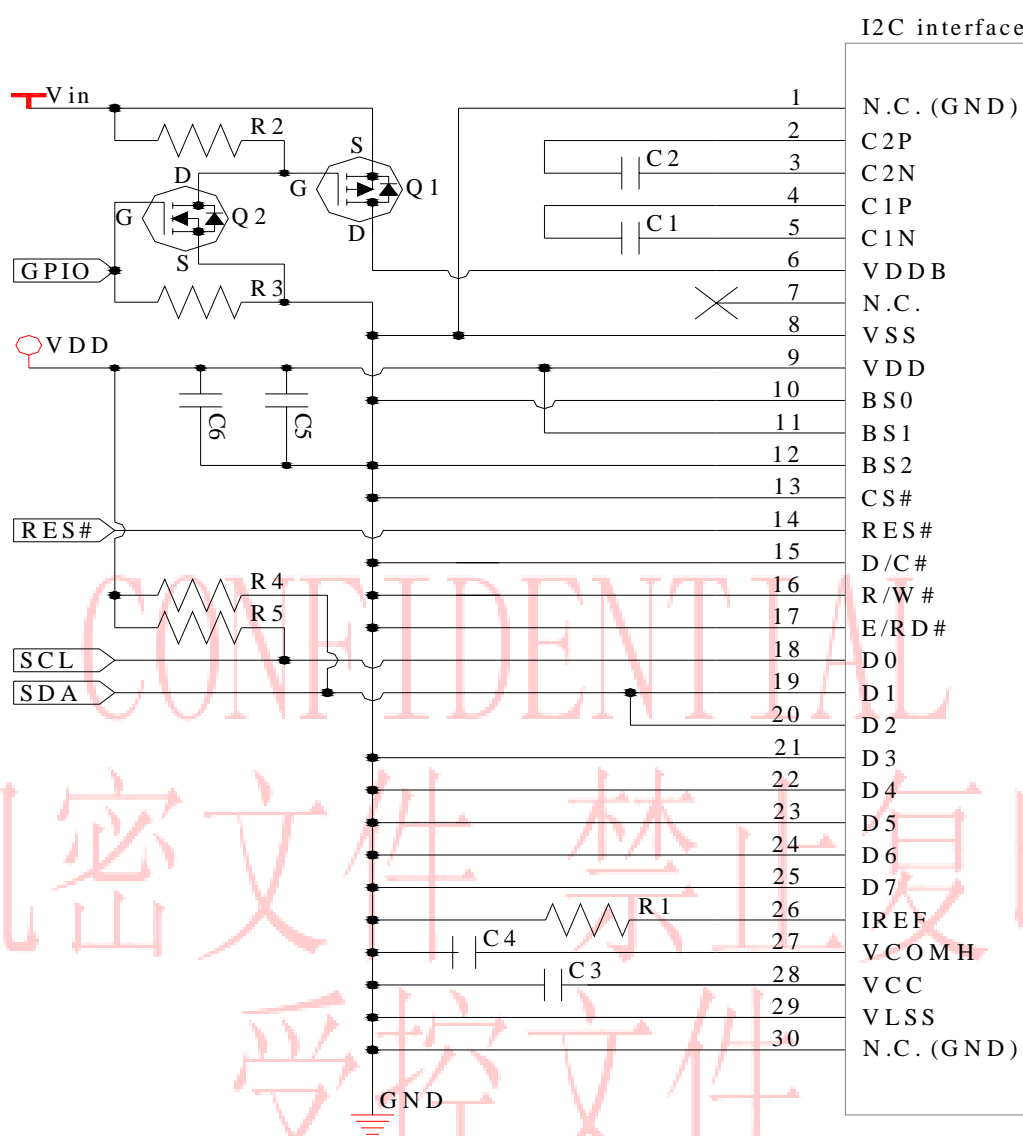 I2C interface
Vin
R2
S
D
G
Q1
G
Q2
D
S
GPIO
R3
VDD
C6
C5
RES#
R4
R5
SCL
SDA
C2
C1
R1
C4
C3
GND
1 N.C.(GND)
2 C2P
3 C2N
4 C1P
5 C1N
6 VDDB
7 N.C.
8 VSS
9 VDD
10 BS0
11 BS1
12 BS2
13 CS#
14 RES#
15 D/C#
16 R/W#
17 E/RD#
18 D0
19 D1
20 D2
21 D3
22 D4
23 D5
24 D6
25 D7
26 IREF
27 VCOMH
28 VCC
29 VLSS
30 N.C.(GND)
CONFIDENTIAL
密文件 禁止复
受控文件